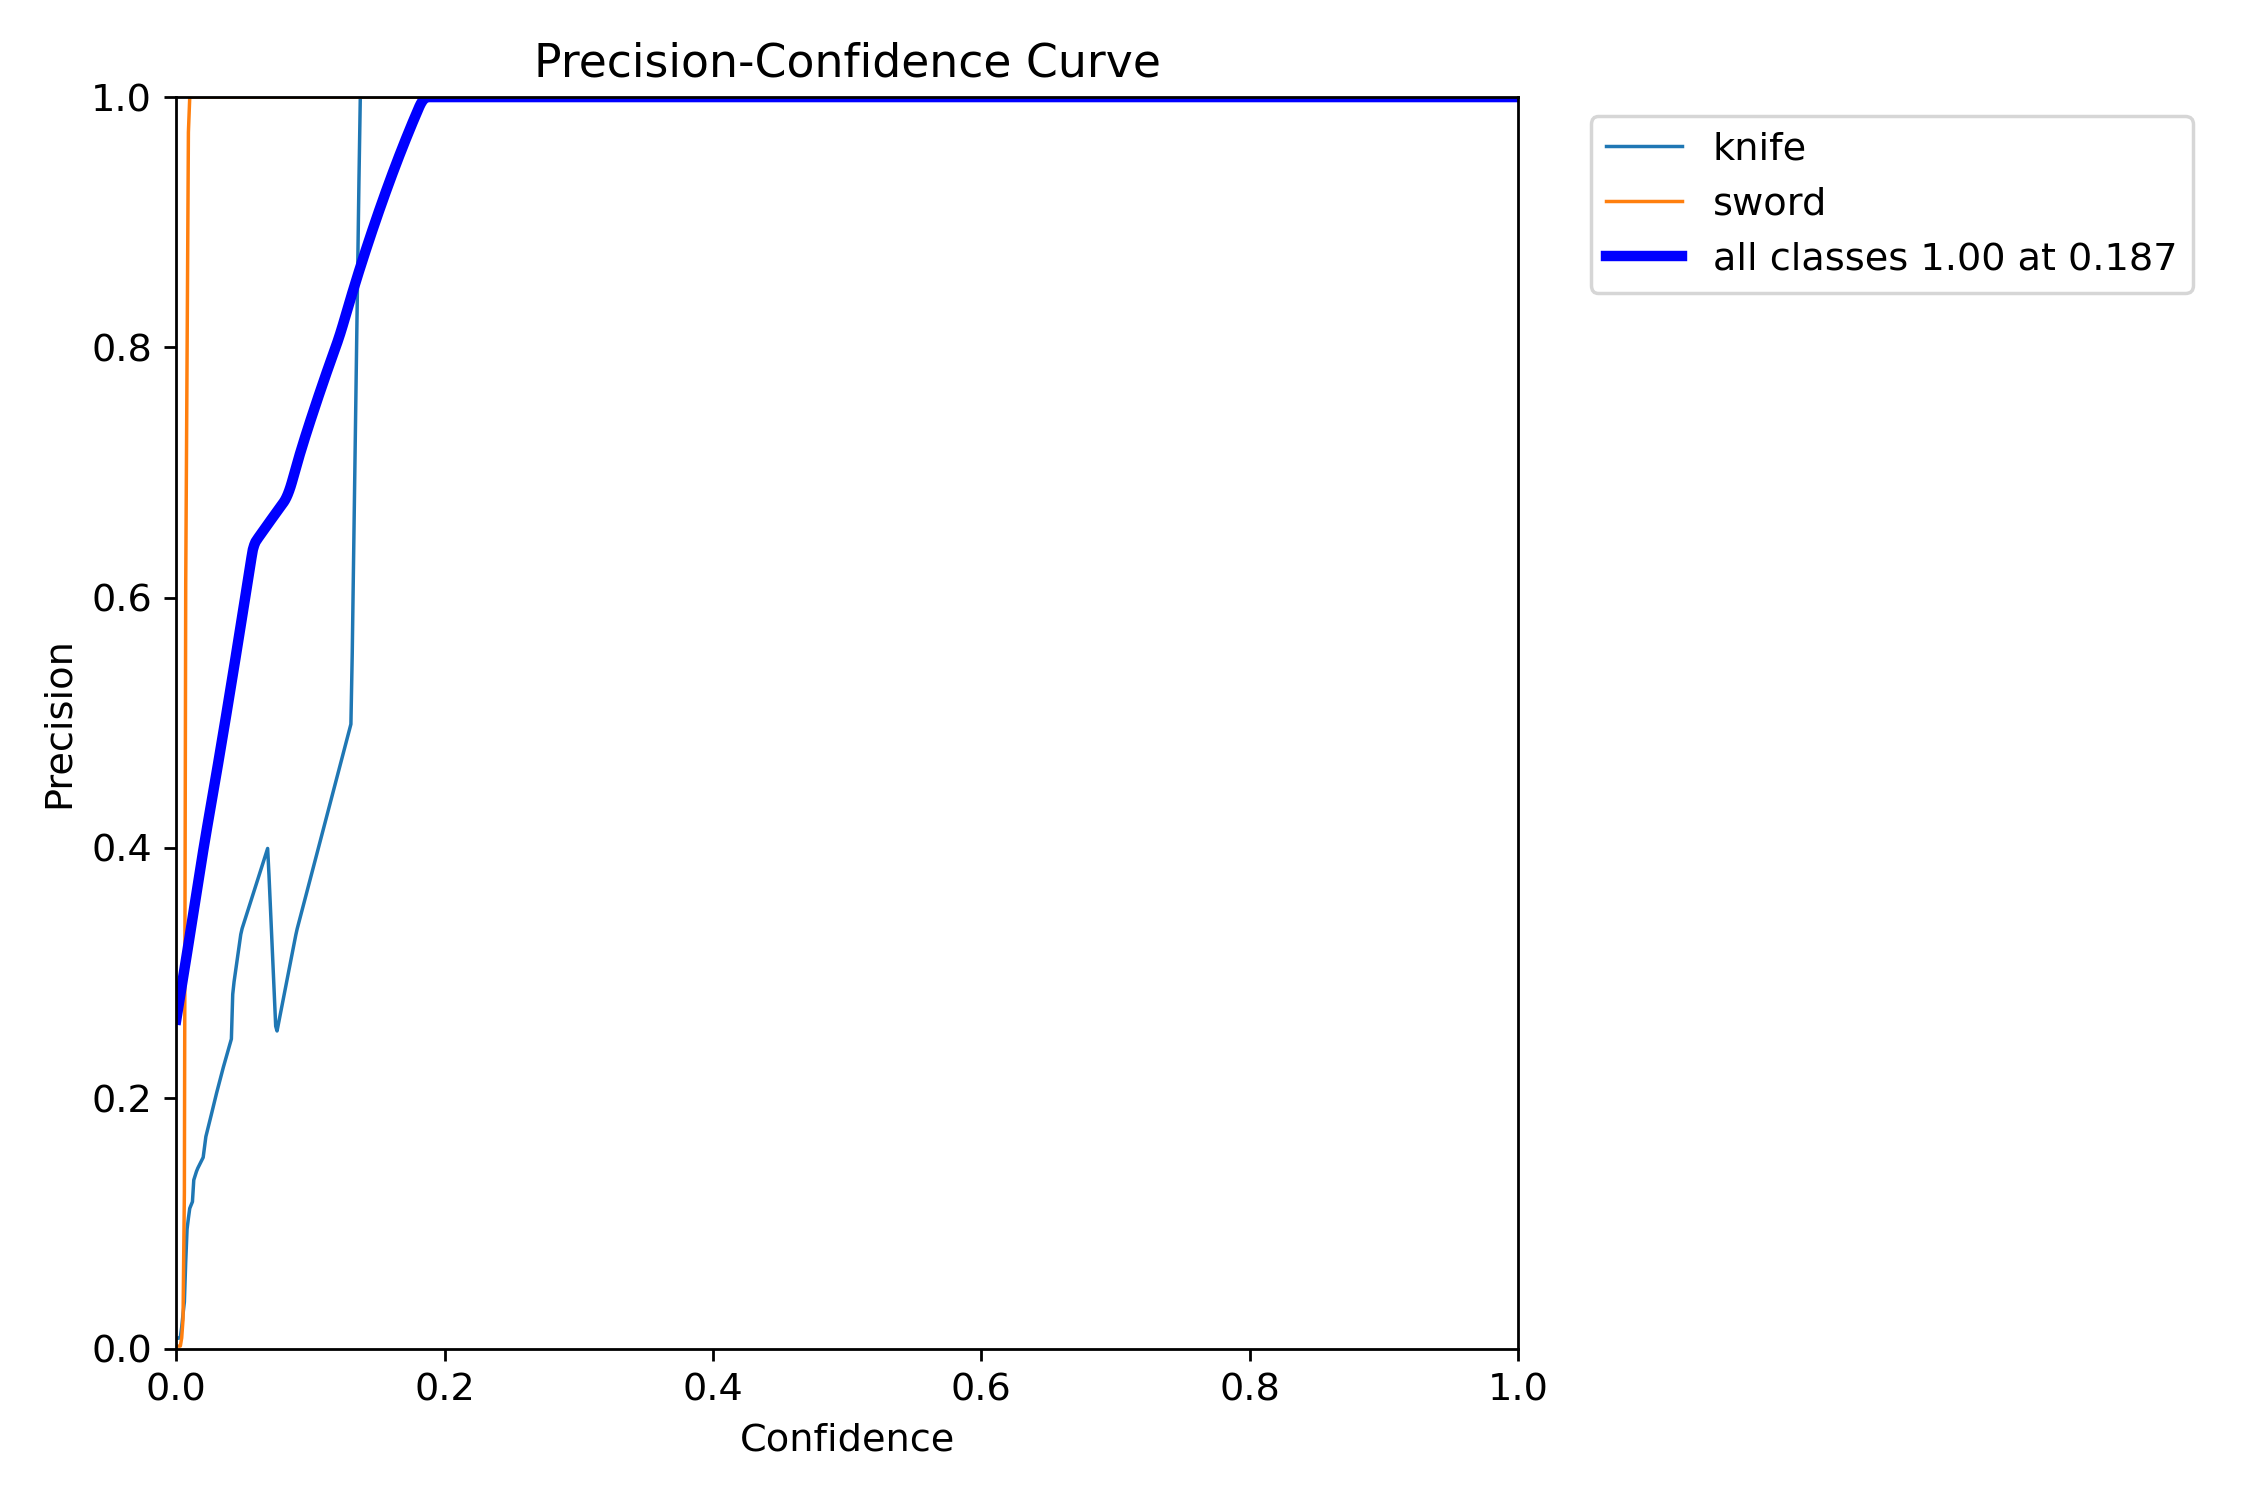 Precision-Confidence Curve
1.0
0.8
0.6
0.4
0.2
0.0
Precision
0.0 0.2 0.4 0.6 0.8 1.0
Confidence
knife
sword
all classes 1.00 at 0.187